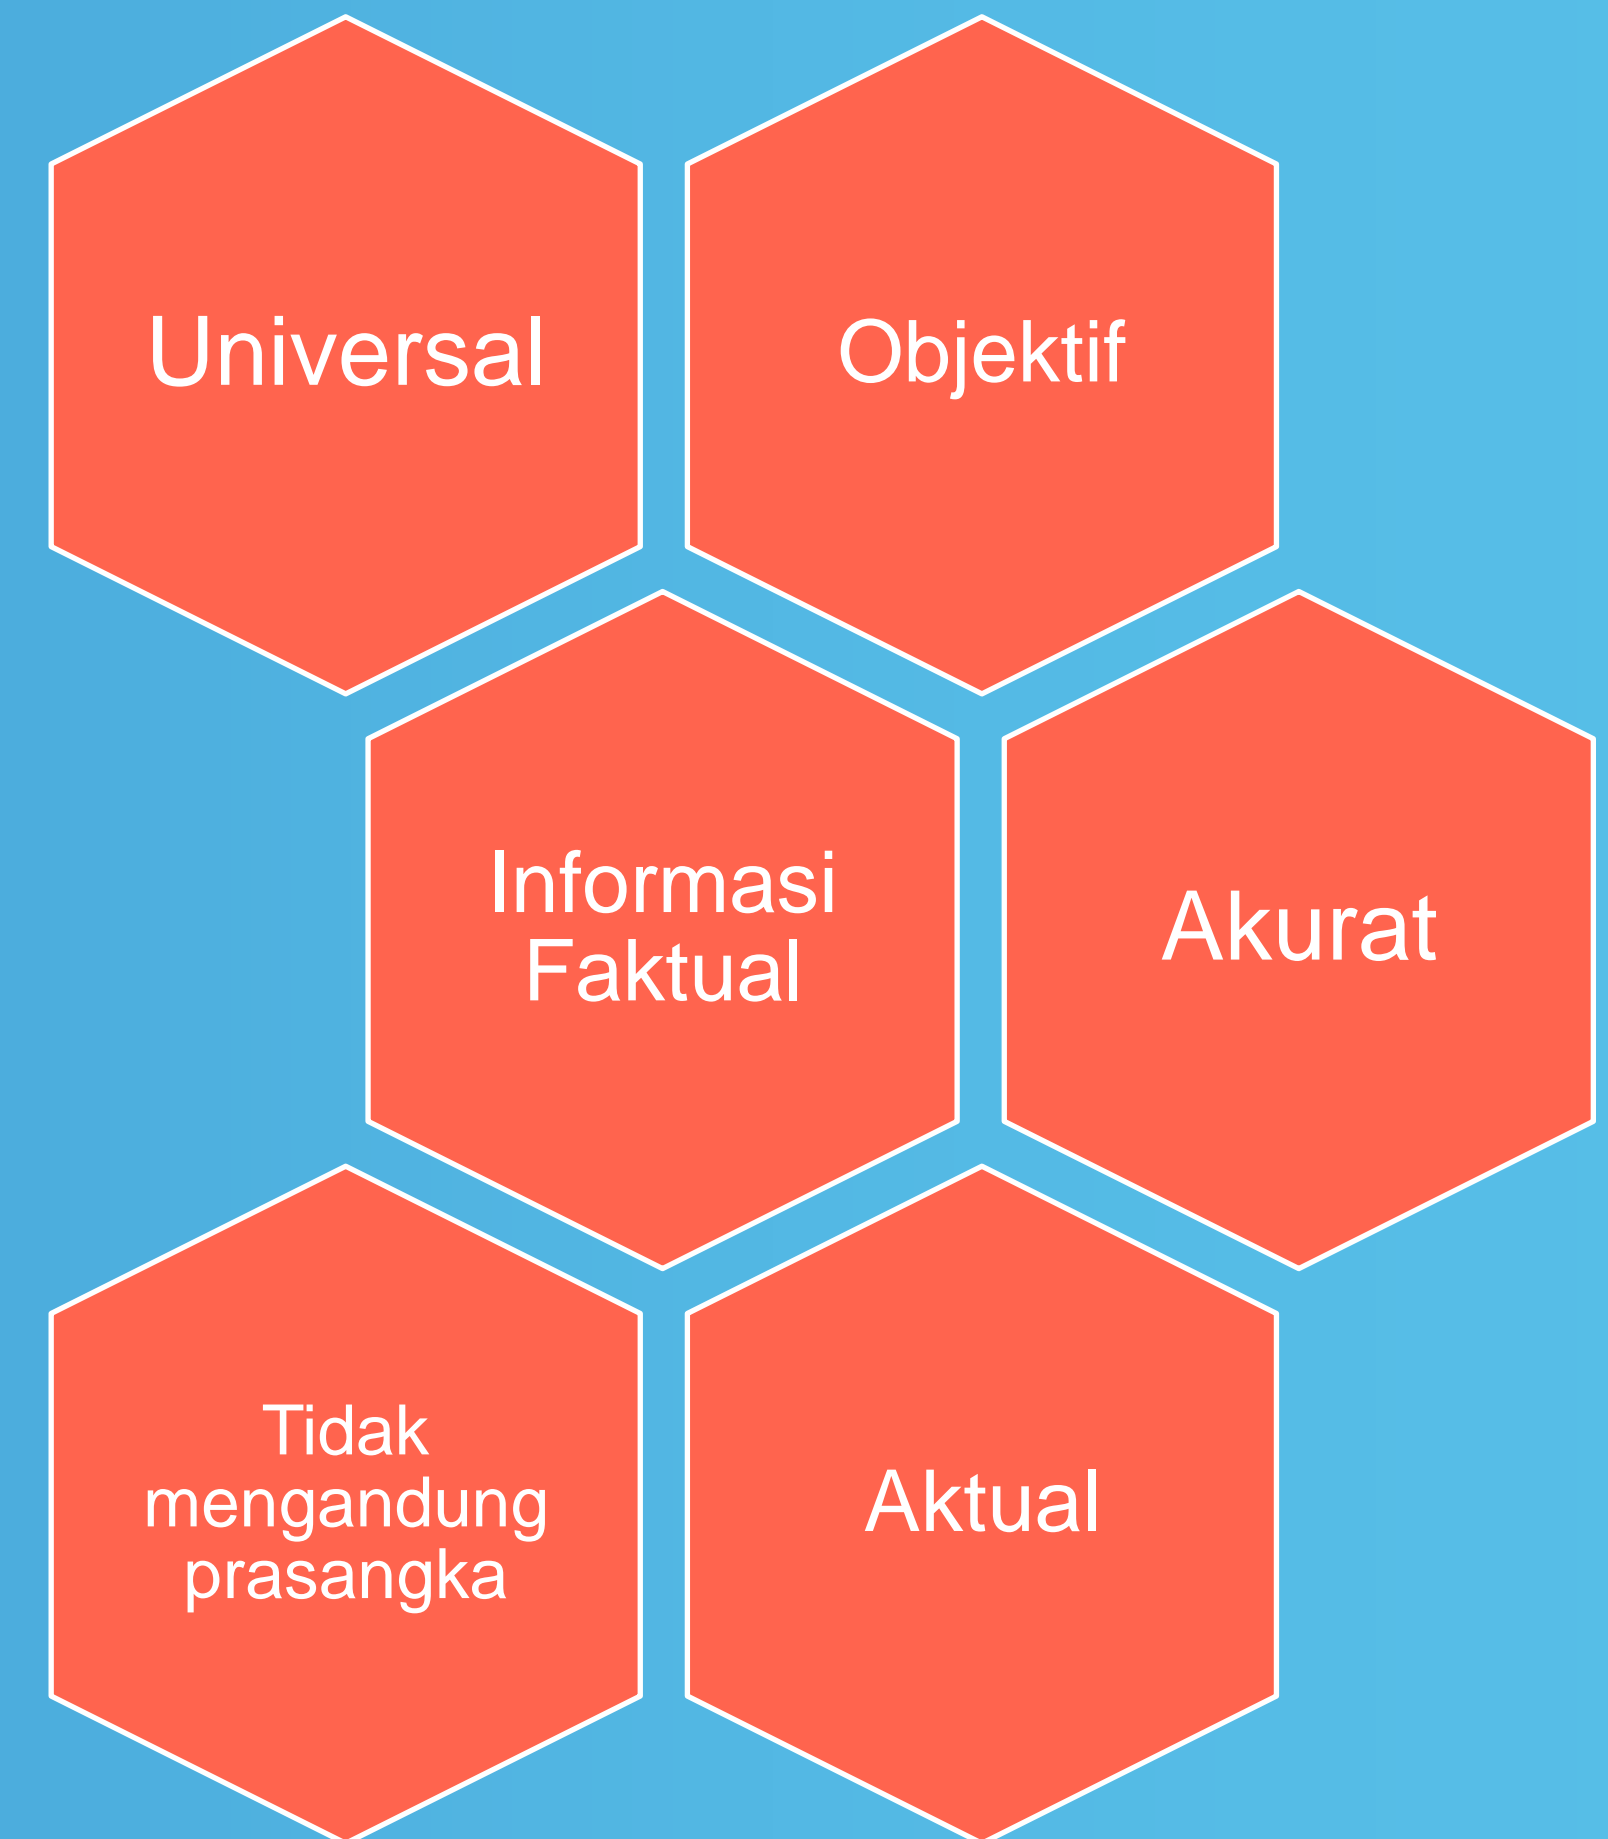 Universal
Objektif
Informasi
Faktual
Akurat
Tidak
mengandung
prasangka
Aktual